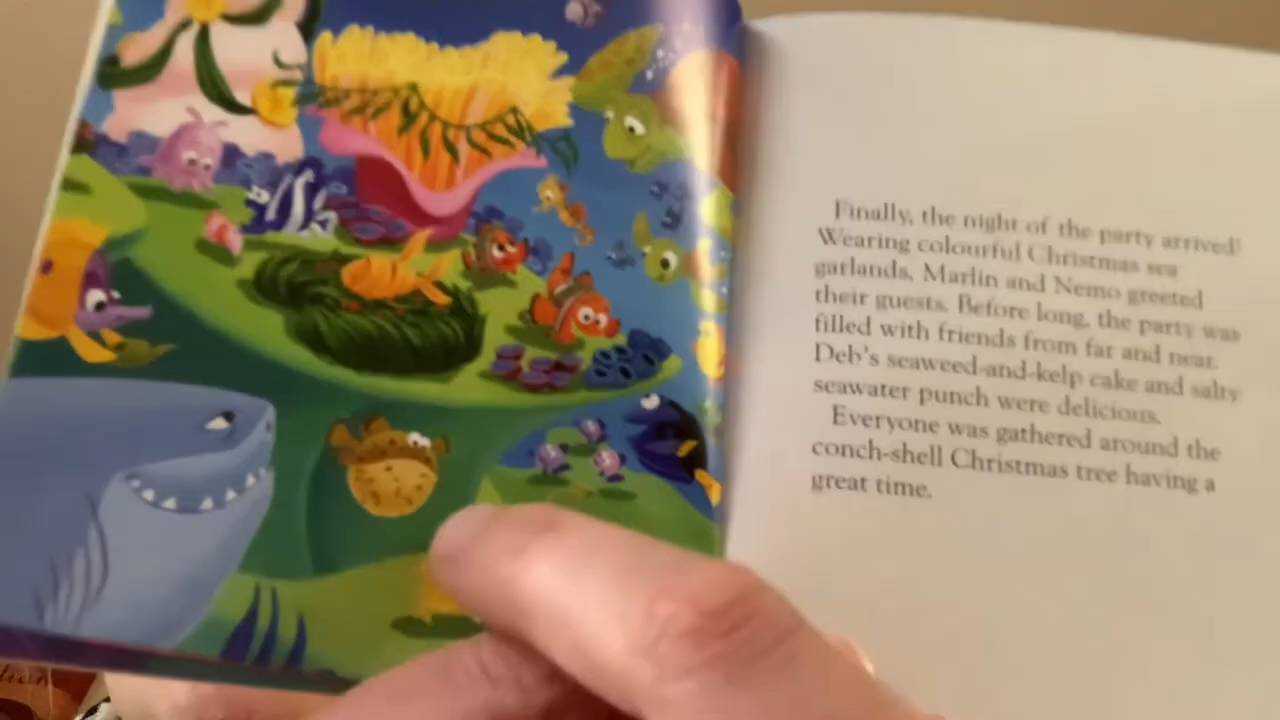 Finally, the night of the party arrived!
Wearing colourful Christmas sea
garlands, Marlin and Nemo greeted
their guests. Before long, the party was
filled with friends from far and near.
Deb's seaweed-and-kelp cake and salty
seawater punch were delicious.
Everyone was gathered around the
conch-shell Christmas tree having a
great time.